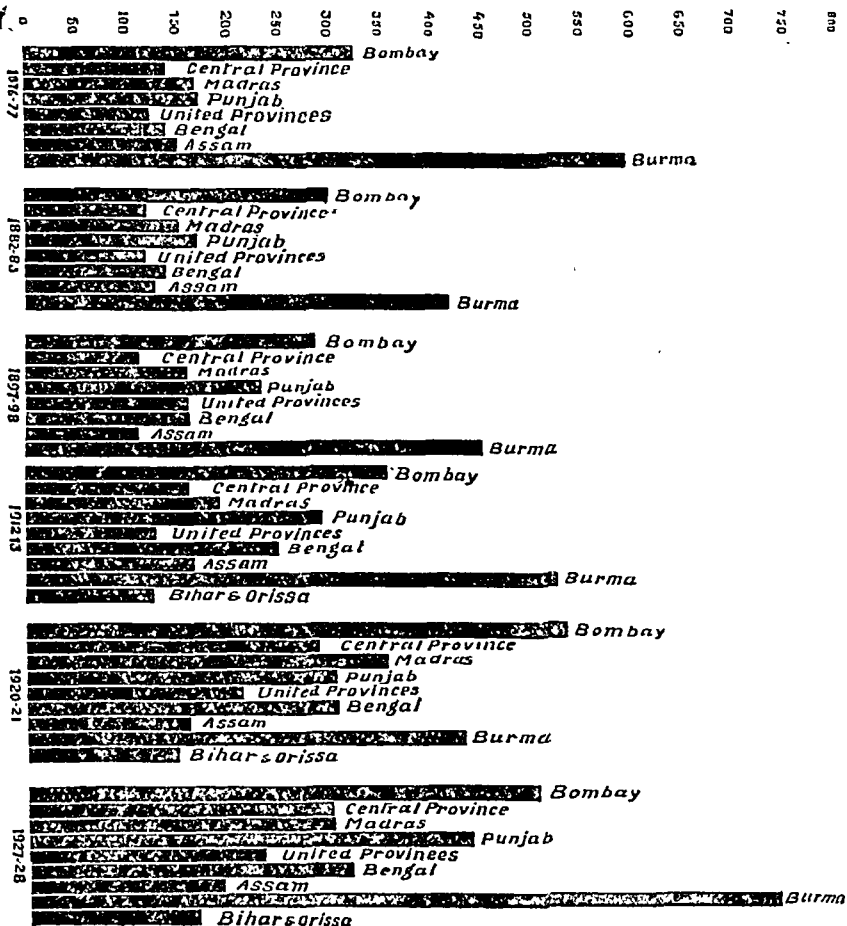 0 50 100 150 200 250 300 350 400 450 500 550 600 650 700 750 800
1876-77
Bombay
Central Province
Madras
Punjab
United Provinces
Bengal
Assam
Burma
1882-83
Bombay
Central Province
Madras
Punjab
United Provinces
Bengal
Assam
Burma
1897-98
Bombay
Central Province
Madras
Punjab
United Provinces
Bengal
Assam
Burma
1912 13
Bombay
Central Province
Madras
Punjab
United Provinces
Bengal
Assam
Burma
Bihar & Orissa
1920-21
Bombay
Central Province
Madras
Punjab
United Provinces
Bengal
Assam
Burma
Bihar & Orissa
1927-28
Bombay
Central Province
Madras
Punjab
United Provinees
Bengal
Assam
Burma
Bihar & Orissa